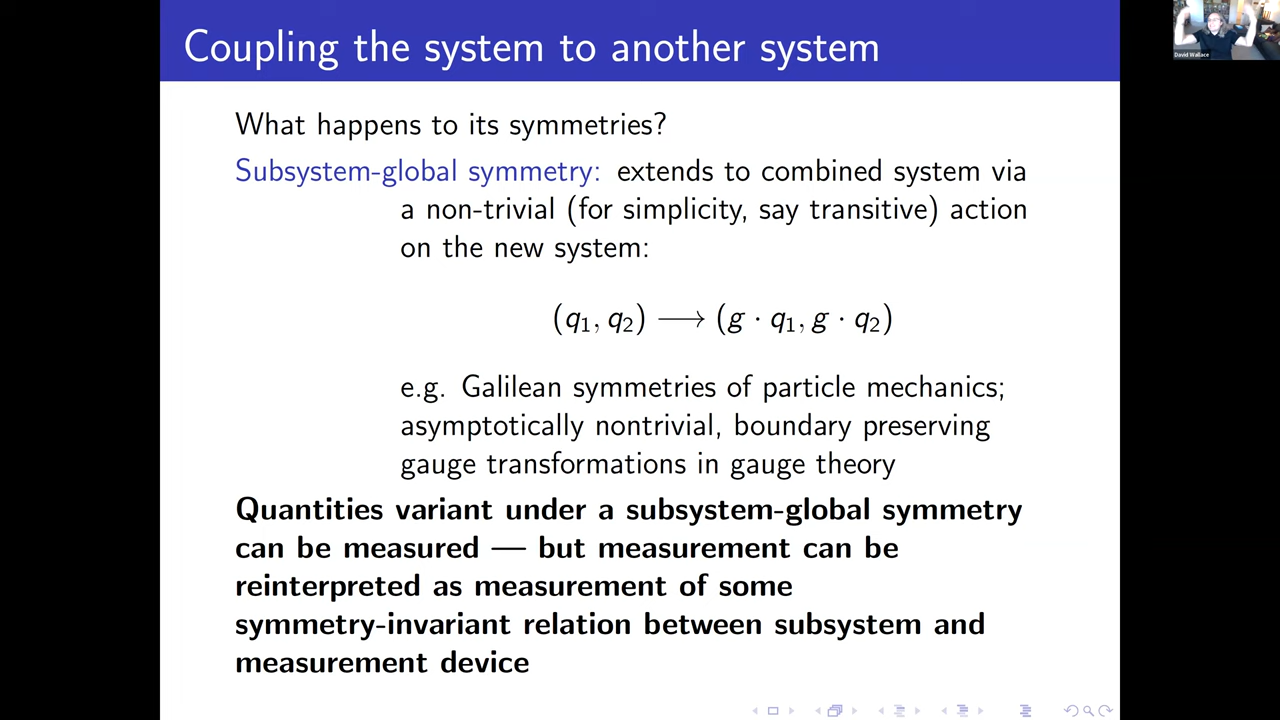 Coupling the system to another system
David Wallace
What happens to its symmetries?
Subsystem-global symmetry: extends to combined system via
a non-trivial (for simplicity, say transitive) action
on the new system:
(q₁, q₂) ⟶ (g · q₁, g · q₂)
e.g. Galilean symmetries of particle mechanics;
asymptotically nontrivial, boundary preserving
gauge transformations in gauge theory
Quantities variant under a subsystem-global symmetry
can be measured — but measurement can be
reinterpreted as measurement of some
symmetry-invariant relation between subsystem and
measurement device